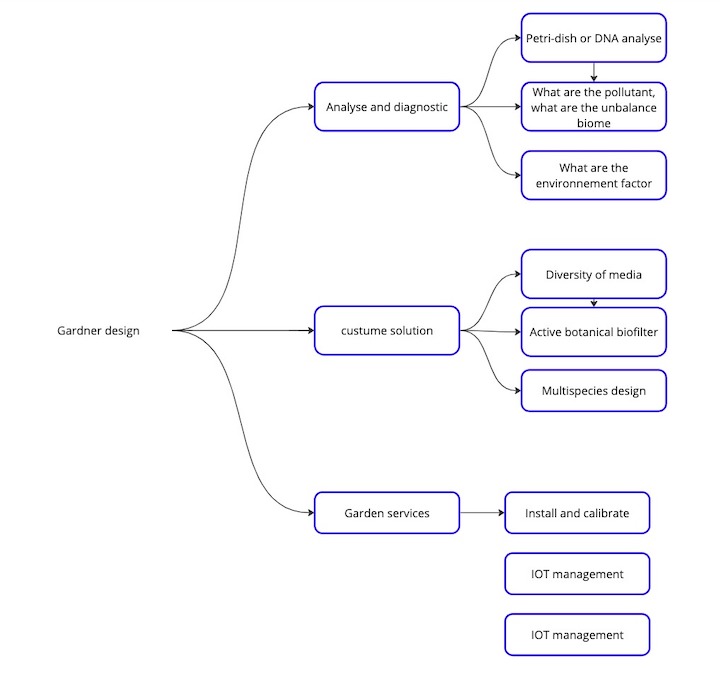 Petri-dish or DNA analyse
Analyse and diagnostic
What are the pollutant,
what are the unbalance
biome
What are the
environnement factor
Diversity of media
Gardner design
custume solution
Active botanical biofilter
Multispecies design
Garden services
Install and calibrate
IOT management
IOT management